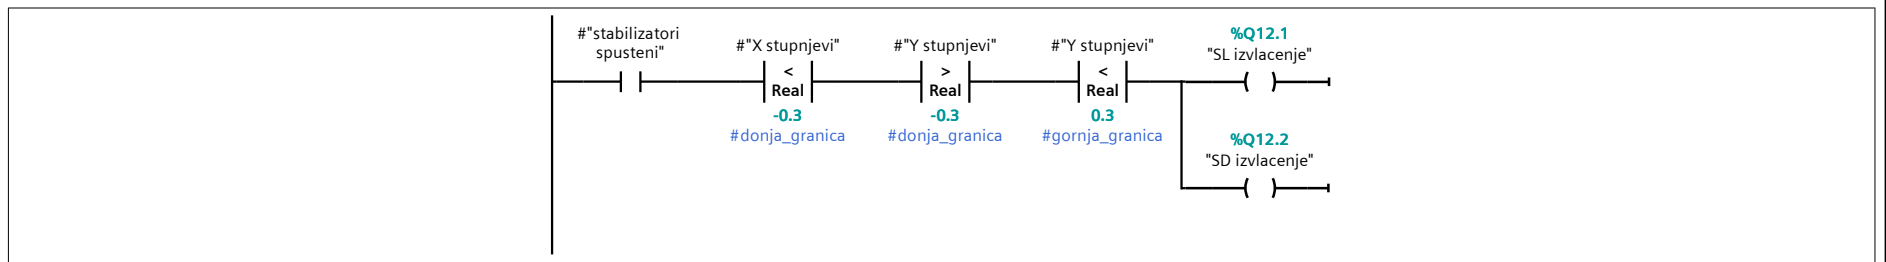 #"stabilizatori
spusteni"
#"X stupnjevi"
<
Real
-0.3
#donja_granica
#"Y stupnjevi"
>
Real
-0.3
#donja_granica
#"Y stupnjevi"
<
Real
0.3
#gornja_granica
%Q12.1
"SL izvlacenje"
%Q12.2
"SD izvlacenje"